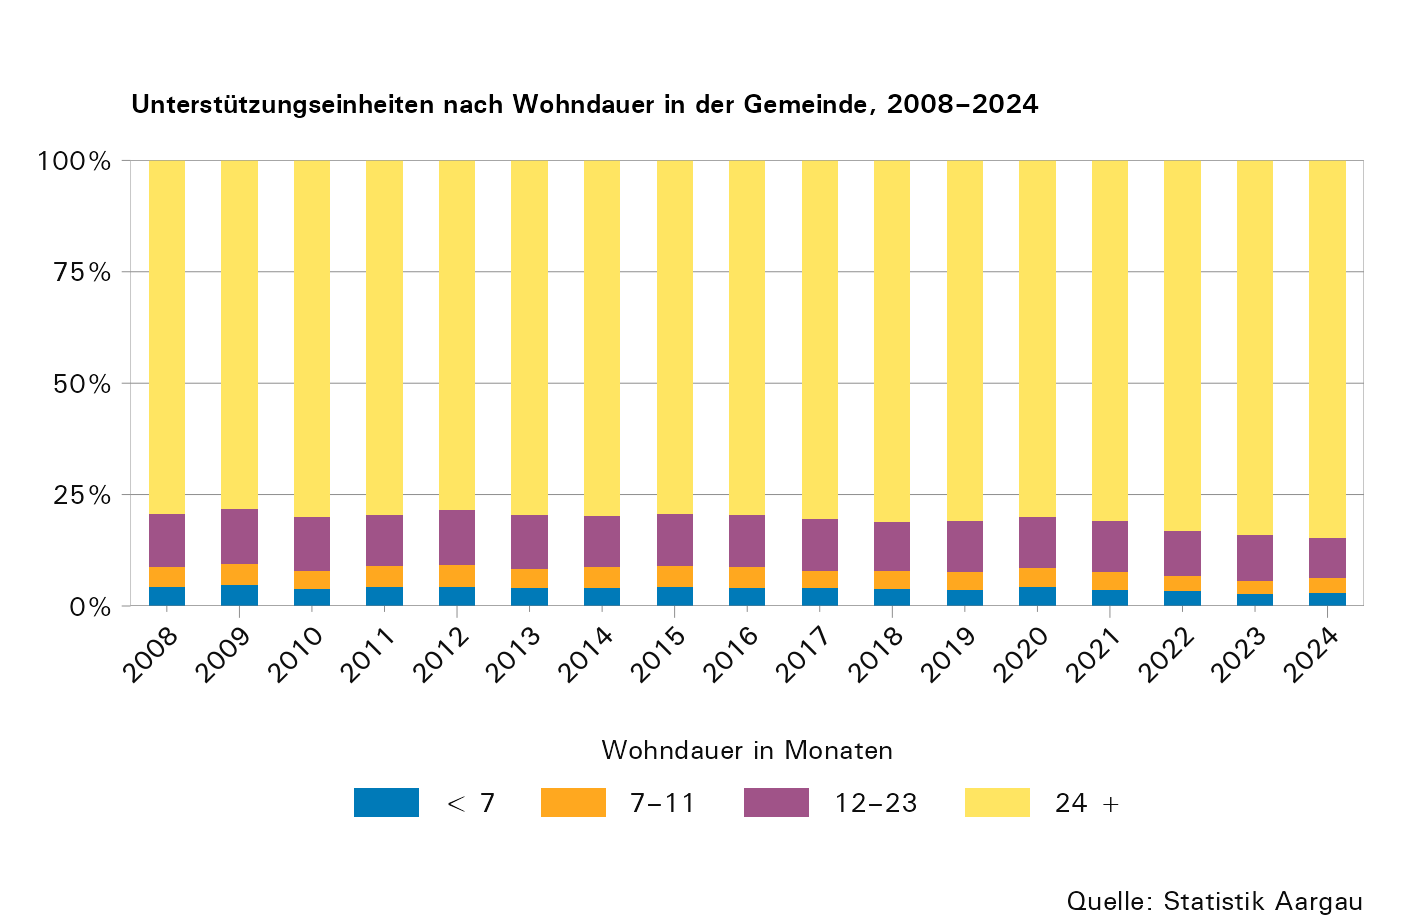 Unterstützungseinheiten nach Wohndauer in der Gemeinde, 2008–2024
100%
75%
50%
25%
0%
2008 2009 2010 2011 2012 2013 2014 2015 2016 2017 2018 2019 2020 2021 2022 2023 2024
Wohndauer in Monaten
< 7 7–11 12–23 24 +
Quelle: Statistik Aargau